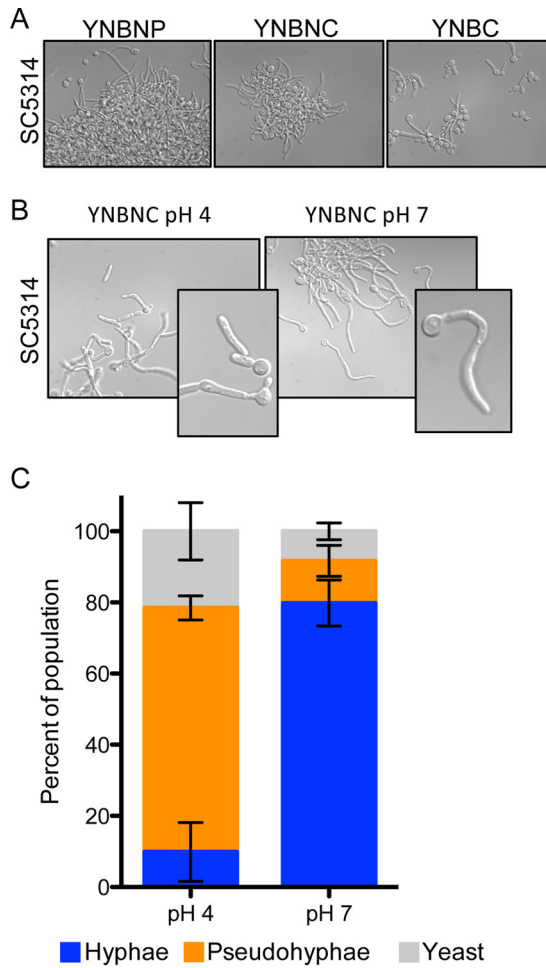 A
YNBNP YNBNC YNBC
SC5314
B
YNBNC pH 4 YNBNC pH 7
SC5314
C
Percent of population
100
80
60
40
20
0
pH 4 pH 7
Hyphae Pseudohyphae Yeast